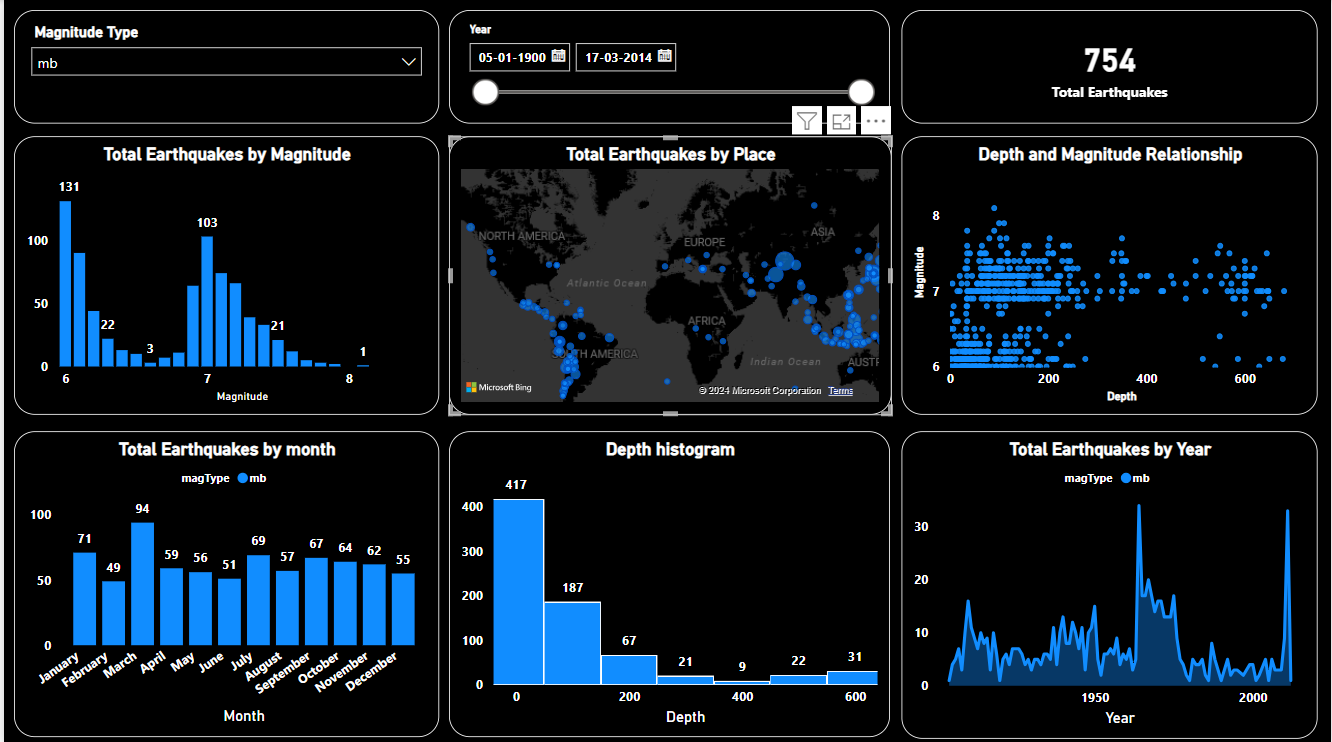 Magnitude Type
mb
Year
05-01-1900
17-03-2014
754
Total Earthquakes
Total Earthquakes by Magnitude
131
103
100
50
22
21
3
1
0
6
7
8
Magnitude
Total Earthquakes by Place
NORTH AMERICA
EUROPE
ASIA
Atlantic Ocean
AFRICA
SOUTH AMERICA
Indian Ocean
AUSTR
Microsoft Bing
© 2024 Microsoft Corporation Terms
Depth and Magnitude Relationship
8
Magnitude
7
6
0
200
400
600
Depth
Total Earthquakes by month
magType mb
100
94
71
49
59
56
51
69
57
67
64
62
55
50
0
January
February
March
April
May
June
July
August
September
October
November
December
Month
Depth histogram
417
400
300
200
187
100
67
21
9
22
31
0
0
200
400
600
Depth
Total Earthquakes by Year
magType mb
30
20
10
0
1950
2000
Year